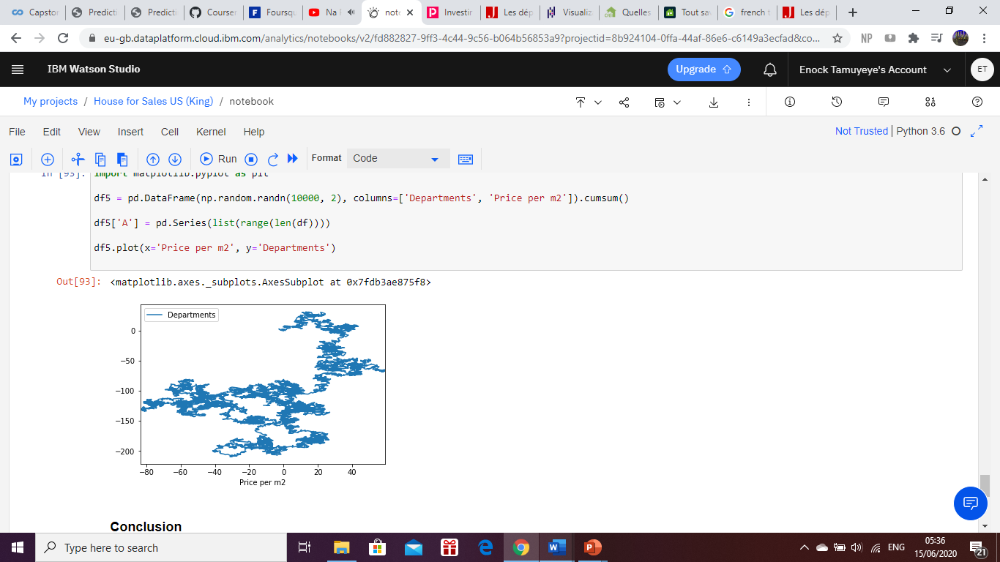 Capstor
Predicti
Predicti
Courser
Foursqu
Na I
note
Investir
Les dép
Visualiz
Quelles
Tout sav
french t
Les dép
eu-gb.dataplatform.cloud.ibm.com/analytics/notebooks/v2/fd882827-9ff3-4c44-9c56-b064b56853a9?projectid=8b924104-0ffa-44af-86e6-c6149a3ecfad&co...
NP
IBM Watson Studio
Upgrade
Enock Tamuyeye's Account
ET
My projects / House for Sales US (King) / notebook
File Edit View Insert Cell Kernel Help
Not Trusted | Python 3.6
Run
Format
Code
In [93]: import matplotlib.pyplot as plt
df5 = pd.DataFrame(np.random.randn(10000, 2), columns=['Departments', 'Price per m2']).cumsum()
df5['A'] = pd.Series(list(range(len(df))))
df5.plot(x='Price per m2', y='Departments')
Out[93]: <matplotlib.axes._subplots.AxesSubplot at 0x7fdb3ae875f8>
Departments
0
−50
−100
−150
−200
−80 −60 −40 −20 0 20 40
Price per m2
Conclusion
Type here to search
ENG
05:36
15/06/2020
21